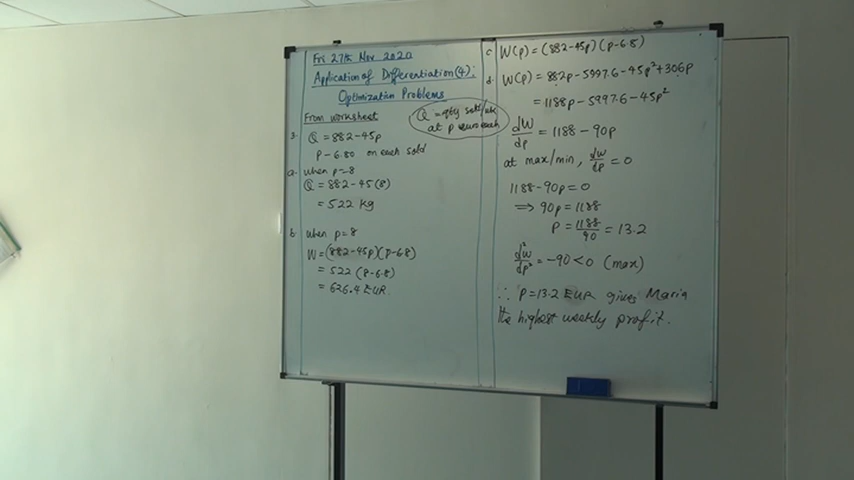 Fri 27th Nov 2020
Application of Differentiation (4):
Optimization Problems
From worksheet
Q = qty sold/wk
at p euros each
3. Q = 882-45p
P-6.80 on each sold
a. when p=8
Q = 882-45(8)
= 522 kg
b. when p=8
W = (882-45p)(p-6.8)
= 522 (8-6.8)
= 626.4 EUR.
c. W(p) = (882-45p)(p-6.8)
d. W(p) = 882p-5997.6-45p²+306p
= 1188p-5997.6-45p²
dW/dp = 1188-90p
at max/min, dW/dp = 0
1188-90p=0
⇒ 90p=1188
P = 1188/90 = 13.2
d²W/dp² = -90<0 (max)
∴ P=13.2 EUR gives Maria
the highest weekly profit.